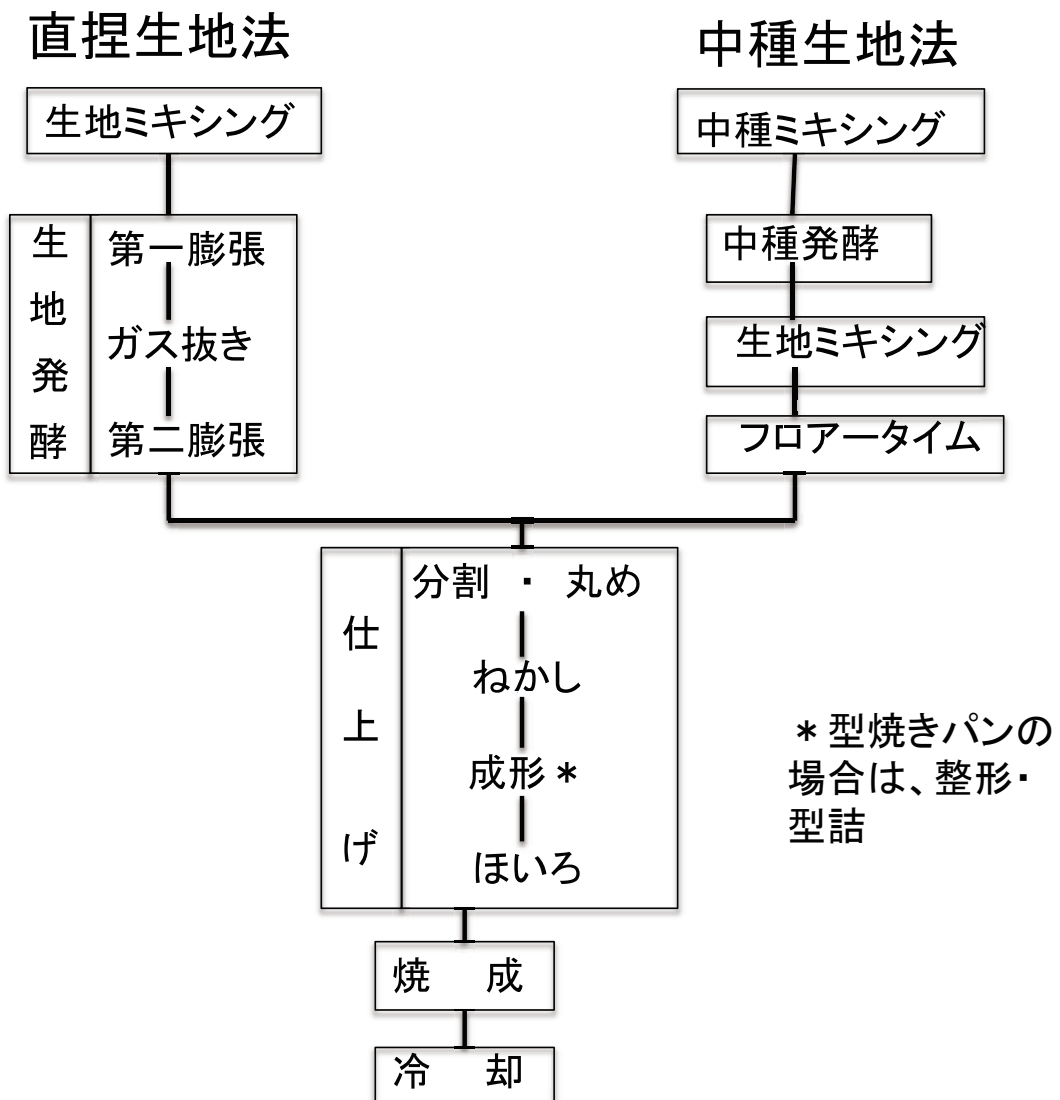 直捏生地法
生地ミキシング
生地発酵
第一膨張
ガス抜き
第二膨張
中種生地法
中種ミキシング
中種発酵
生地ミキシング
フロアータイム
仕上げ
分割・丸め
ねかし
成形*
ほいろ
*型焼きパンの
場合は、整形・
型詰
焼成
冷却